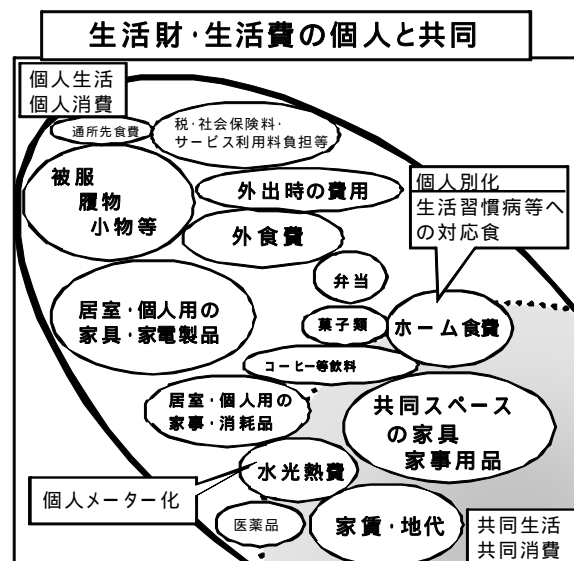 生活財・生活費の個人と共同
個人生活
個人消費
通所先食費
税・社会保険料・
サービス利用料負担等
被服
履物
小物等
外出時の費用
個人別化
生活習慣病等へ
の対応食
外食費
弁当
居室・個人用の
家具・家電製品
菓子類
ホーム食費
コーヒー等飲料
居室・個人用の
家事・消耗品
共同スペース
の家具
家事用品
水光熱費
個人メーター化
医薬品
家賃・地代
共同生活
共同消費